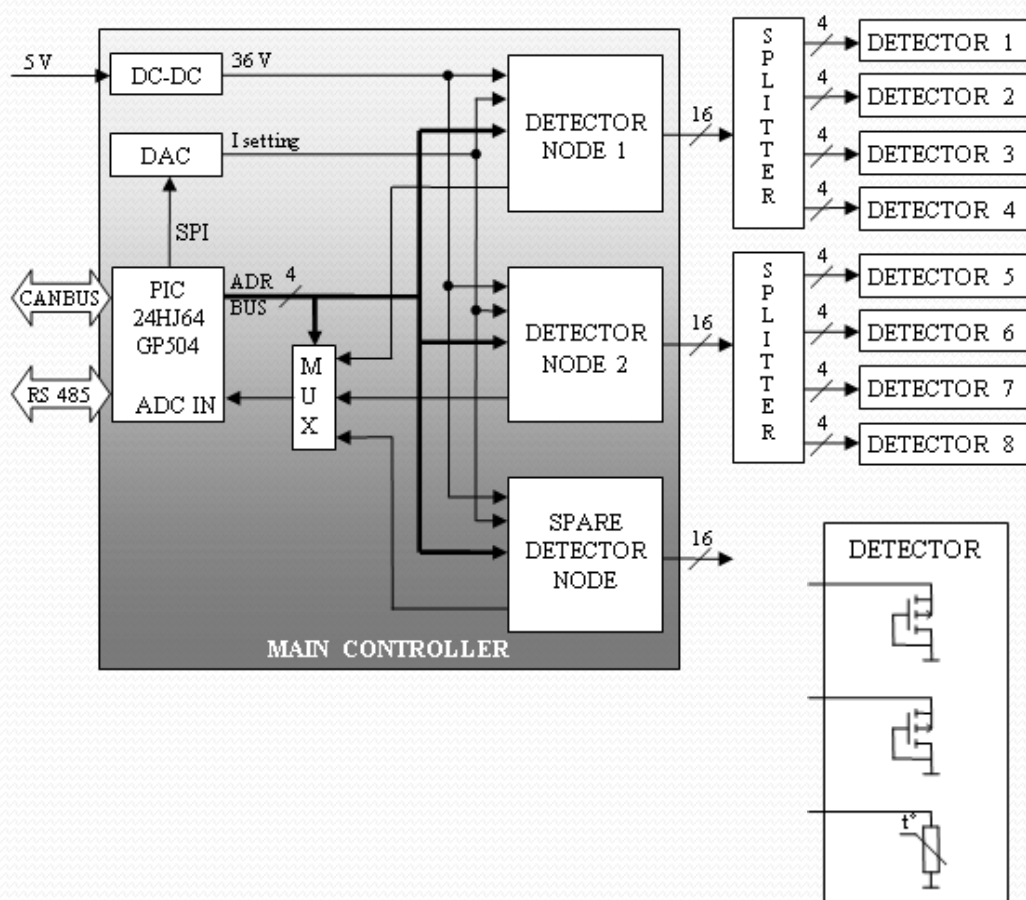 5 V
DC-DC
36 V
DAC
I setting
SPI
CANBUS
RS 485
PIC
24HJ64
GP504
ADC IN
ADR
BUS
4
MUX
DETECTOR
NODE 1
DETECTOR
NODE 2
SPARE
DETECTOR
NODE
MAIN CONTROLLER
16
16
16
SPLITTER
4
DETECTOR 1
4
DETECTOR 2
4
DETECTOR 3
4
DETECTOR 4
SPLITTER
4
DETECTOR 5
4
DETECTOR 6
4
DETECTOR 7
4
DETECTOR 8
DETECTOR
t°